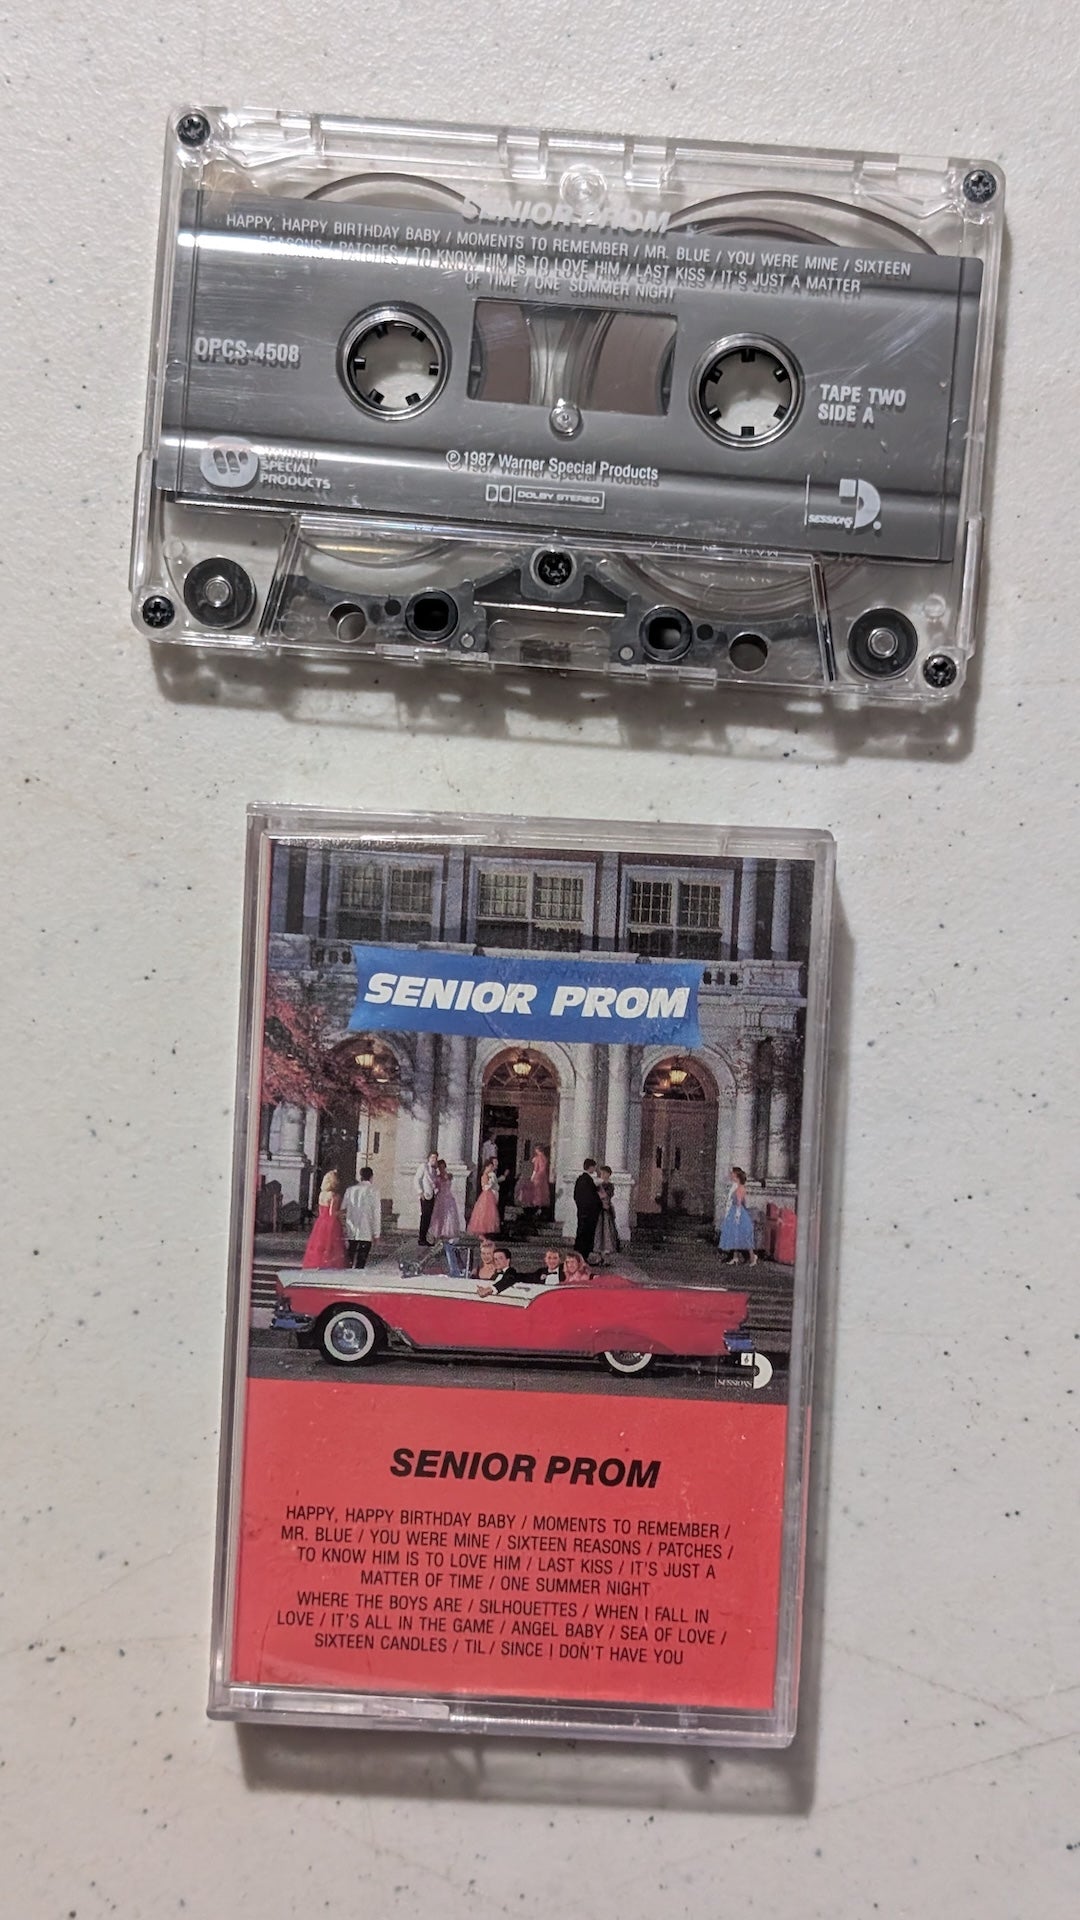 SENIOR PROM
HAPPY, HAPPY BIRTHDAY BABY / MOMENTS TO REMEMBER / MR. BLUE / YOU WERE MINE / SIXTEEN
REASONS / PATCHES / TO KNOW HIM IS TO LOVE HIM / LAST KISS / IT'S JUST A MATTER
OF TIME / ONE SUMMER NIGHT
OPCS-4508
TAPE TWO
SIDE A
WARNER
SPECIAL
PRODUCTS
℗1987 Warner Special Products
DOLBY STEREO
SESSIONS
SENIOR PROM
SESSIONS
SENIOR PROM
HAPPY, HAPPY BIRTHDAY BABY / MOMENTS TO REMEMBER /
MR. BLUE / YOU WERE MINE / SIXTEEN REASONS / PATCHES /
TO KNOW HIM IS TO LOVE HIM / LAST KISS / IT'S JUST A
MATTER OF TIME / ONE SUMMER NIGHT
WHERE THE BOYS ARE / SILHOUETTES / WHEN I FALL IN
LOVE / IT'S ALL IN THE GAME / ANGEL BABY / SEA OF LOVE /
SIXTEEN CANDLES / TIL / SINCE I DON'T HAVE YOU